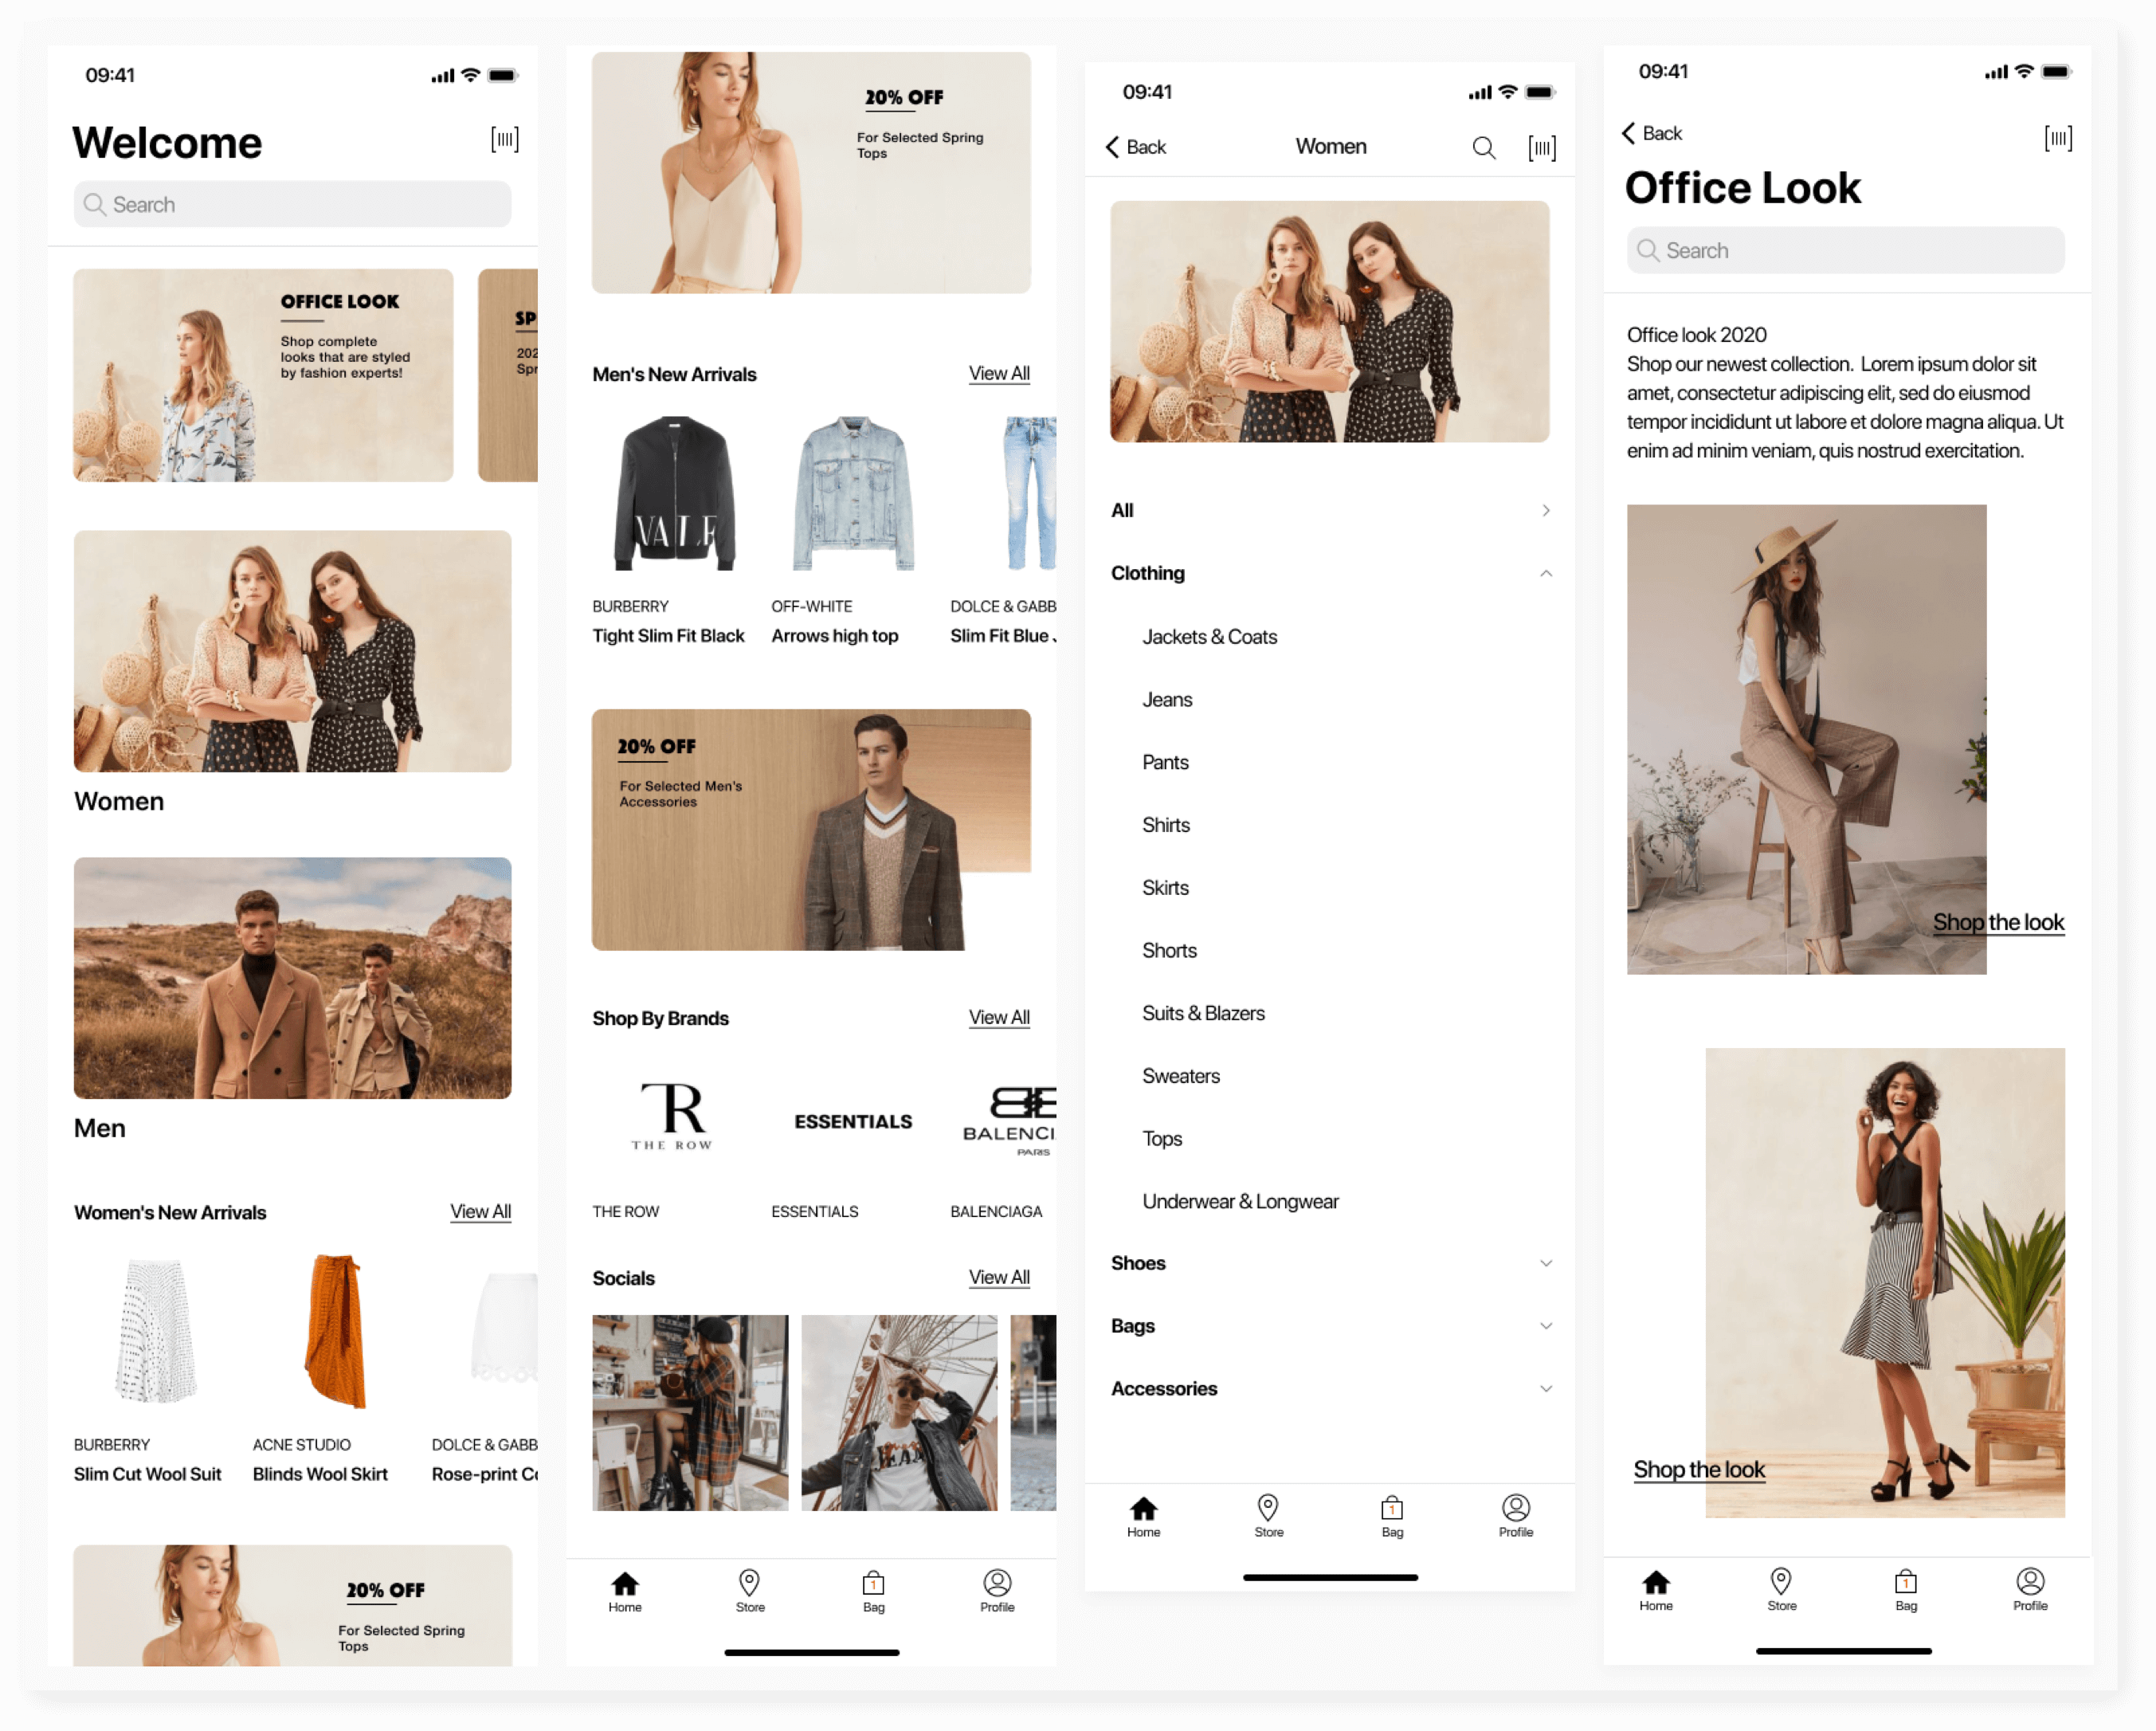 09:41
Welcome
Search
OFFICE LOOK
Shop complete
looks that are styled
by fashion experts!
SP
202
Spr
Women
Men
Women's New Arrivals
View All
BURBERRY
Slim Cut Wool Suit
ACNE STUDIO
Blinds Wool Skirt
DOLCE & GABB
Rose-print Co
20% OFF
For Selected Spring
Tops
20% OFF
For Selected Spring
Tops
Men's New Arrivals
View All
VALE
BURBERRY
Tight Slim Fit Black
OFF-WHITE
Arrows high top
DOLCE & GABB
Slim Fit Blue
20% OFF
For Selected Men's
Accessories
Shop By Brands
View All
TR
THE ROW
ESSENTIALS
BALENCI
PARIS
THE ROW
ESSENTIALS
BALENCIAGA
Socials
View All
Home
Store
1
Bag
Profile
09:41
Back
Women
All
Clothing
Jackets & Coats
Jeans
Pants
Shirts
Skirts
Shorts
Suits & Blazers
Sweaters
Tops
Underwear & Longwear
Shoes
Bags
Accessories
Home
Store
1
Bag
Profile
09:41
Back
Office Look
Search
Office look 2020
Shop our newest collection. Lorem ipsum dolor sit
amet, consectetur adipiscing elit, sed do eiusmod
tempor incididunt ut labore et dolore magna aliqua. Ut
enim ad minim veniam, quis nostrud exercitation.
Shop the look
Shop the look
Home
Store
1
Bag
Profile